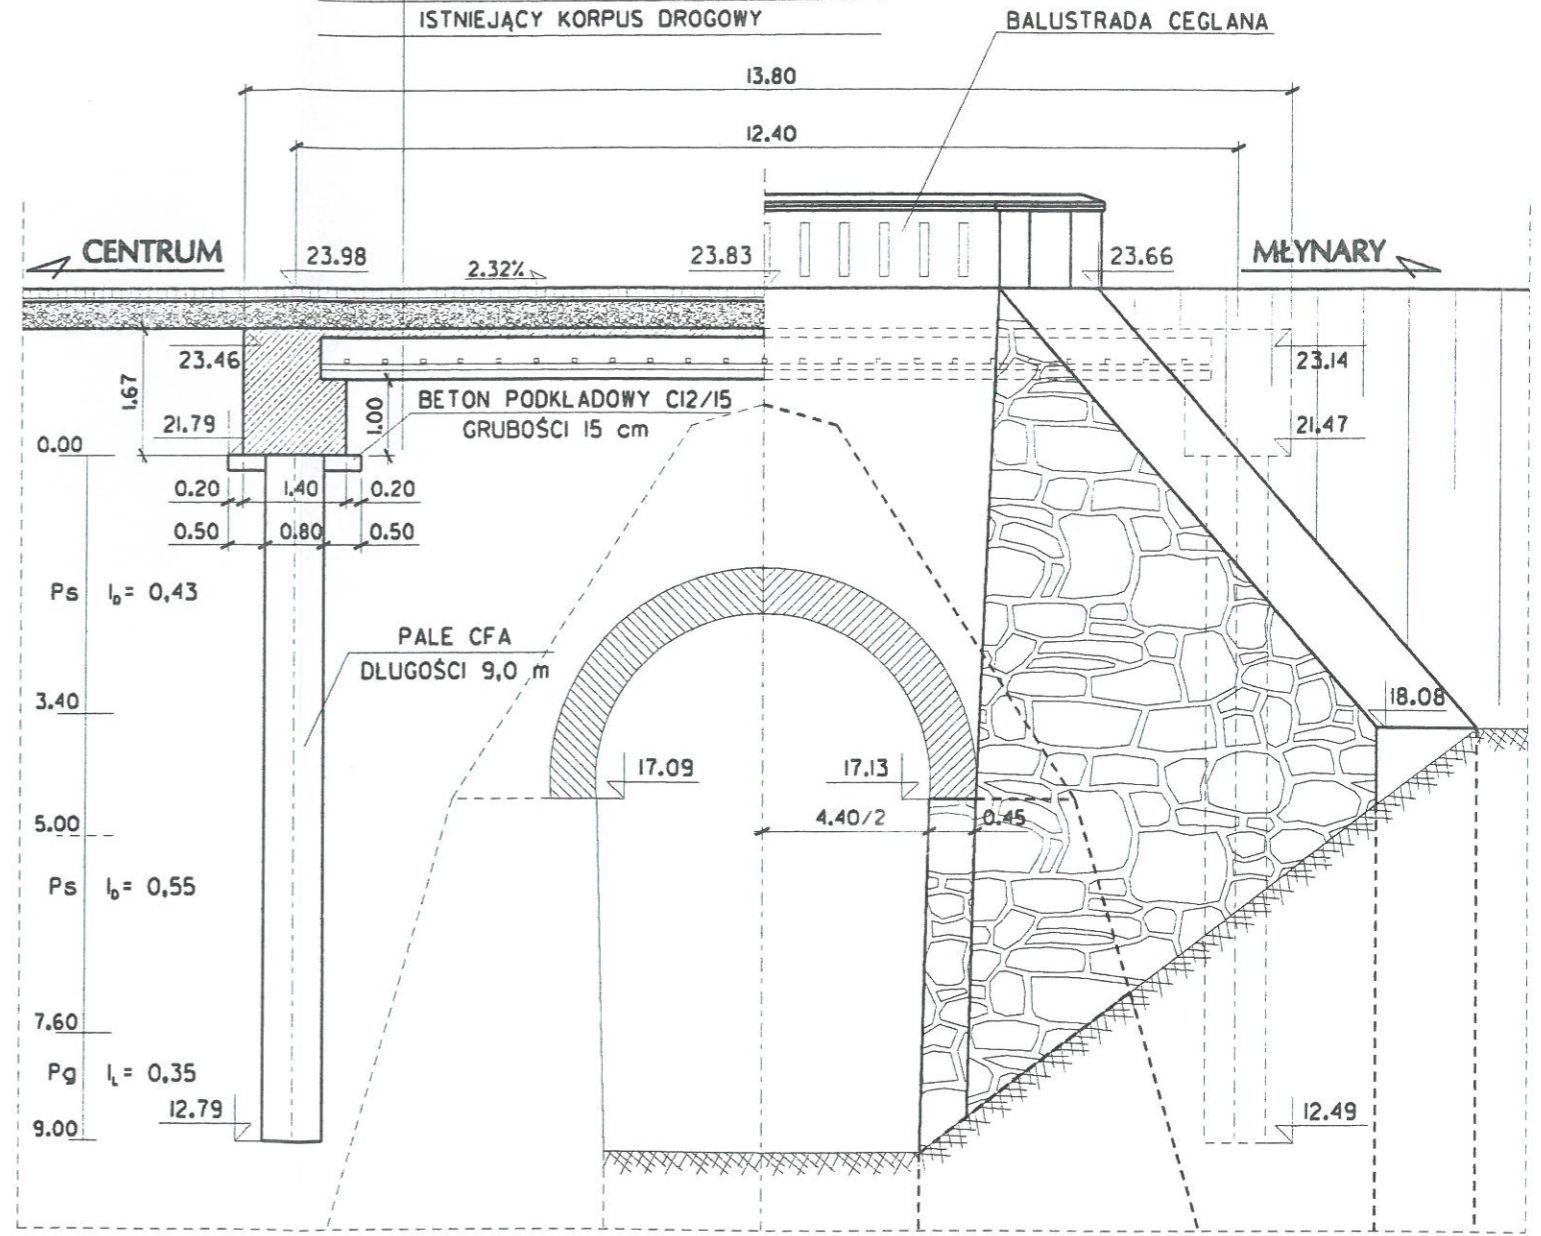 ISTNIEJĄCY KORPUS DROGOWY
BALUSTRADA CEGLANA
13.80
12.40
CENTRUM
23.98
2.32%
23.83
23.66
MŁYNARY
23.46
1.67
21.79
1.00
BETON PODKLADOWY C12/15
GRUBOŚCI 15 cm
23.14
21.47
0.00
0.20 1.40 0.20
0.50 0.80 0.50
Ps I_D= 0,43
PALE CFA
DLUGOŚCI 9,0 m
3.40
18.08
17.09
17.13
5.00
4.40/2
0.45
Ps I_D= 0,55
7.60
Pg I_L= 0,35
12.79
9.00
12.49